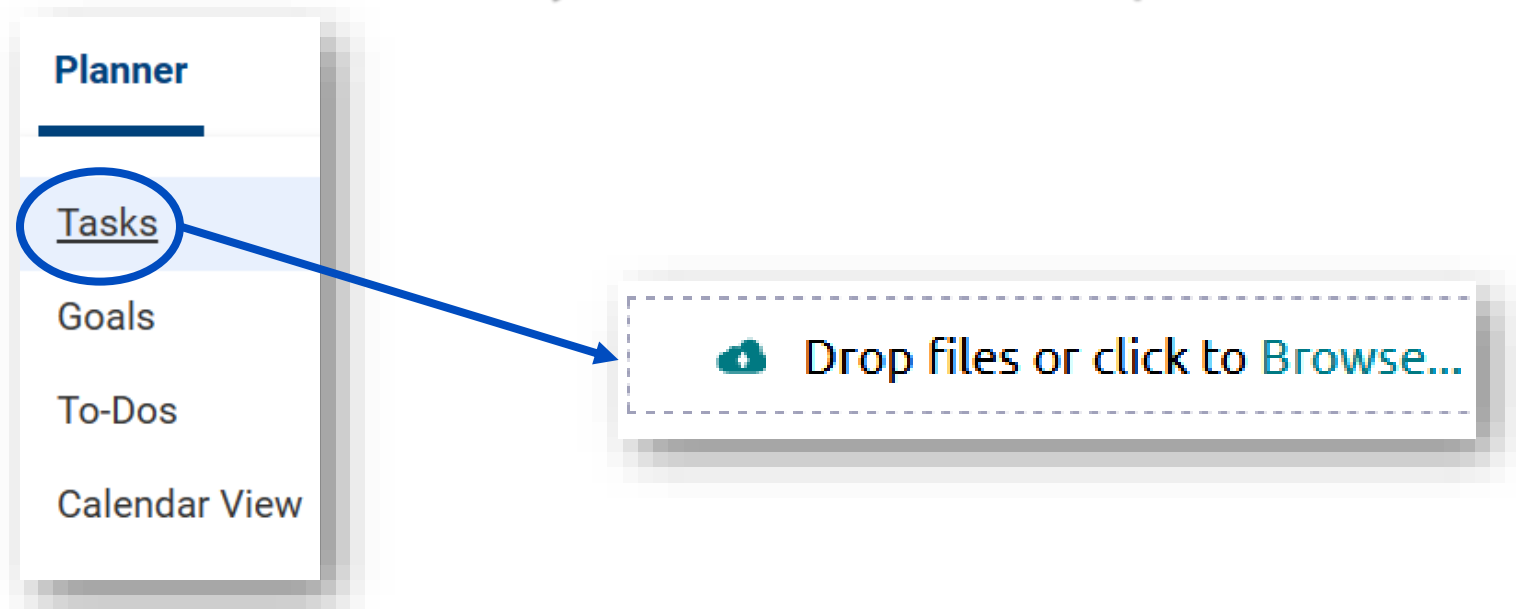 Planner
Tasks
Goals
To-Dos
Calendar View
Drop files or click to Browse...